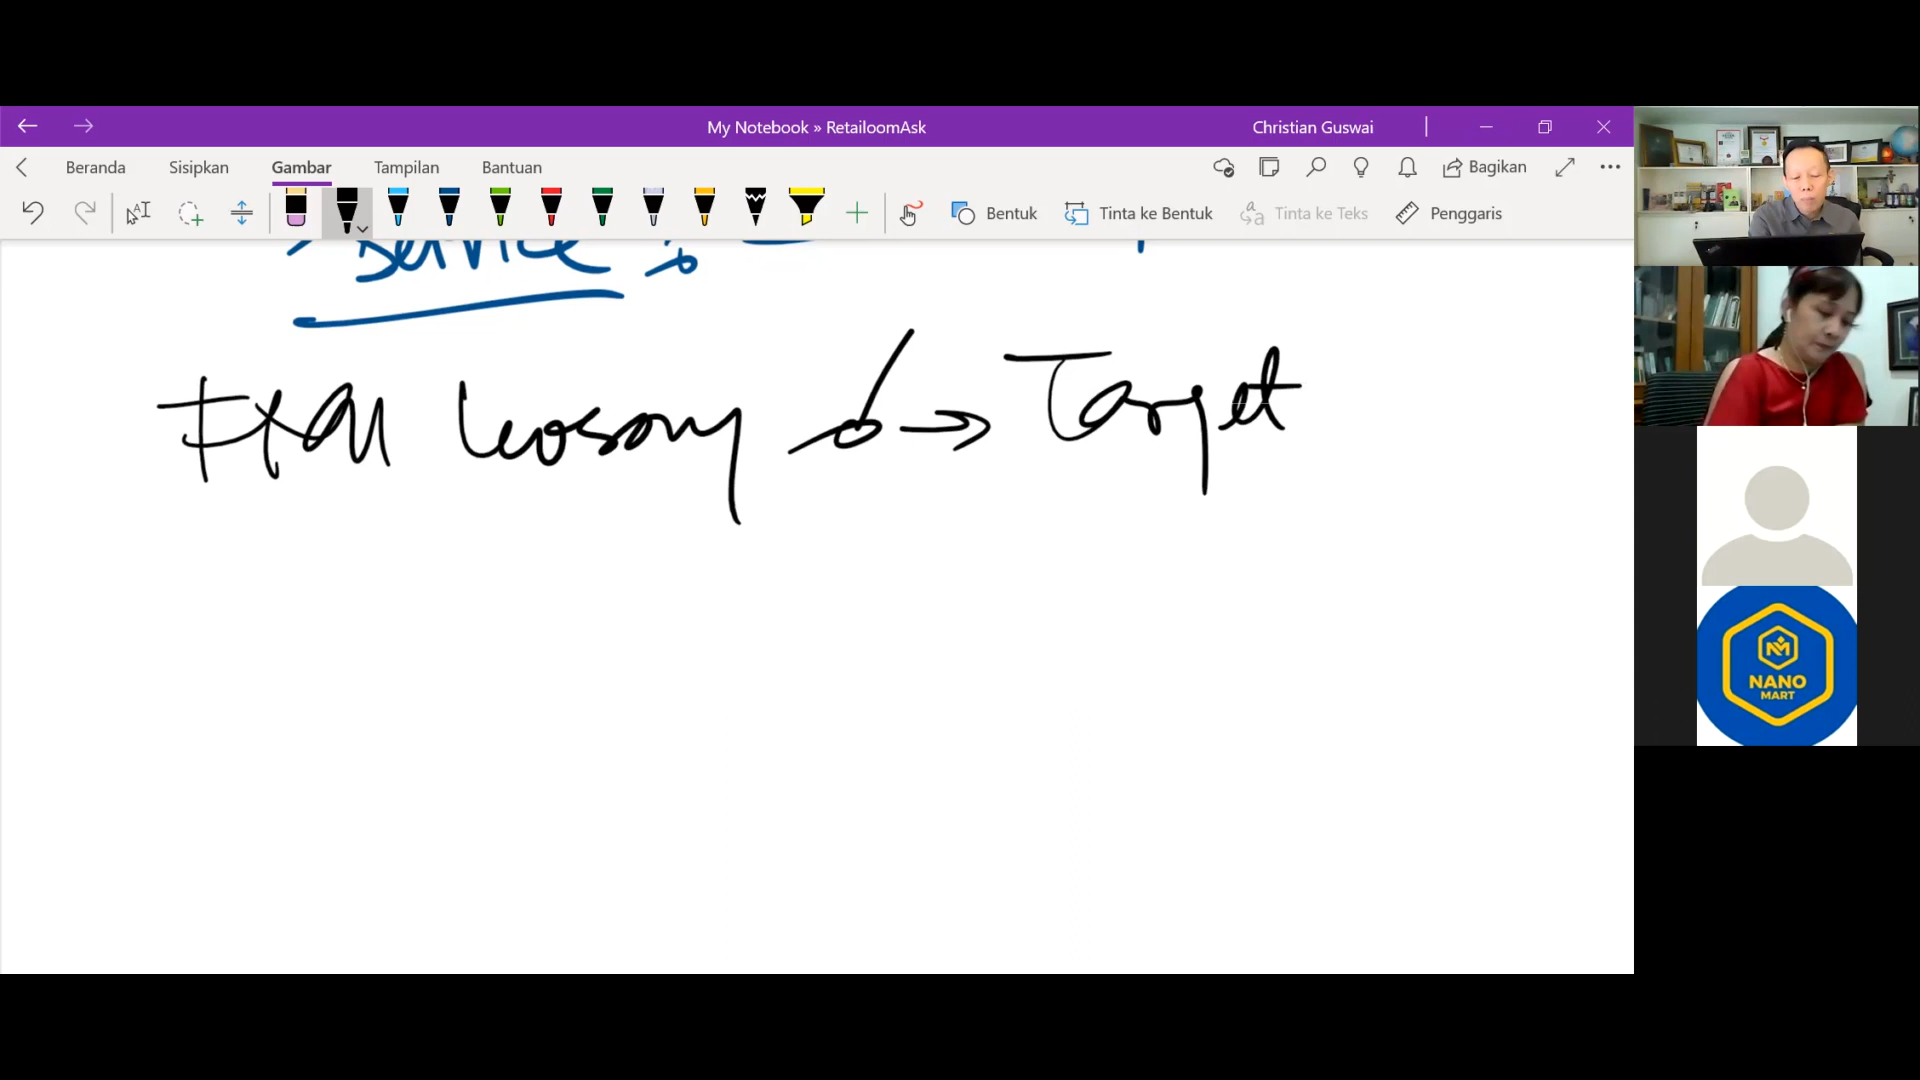 My Notebook » RetailoomAsk
Christian Guswai
Beranda Sisipkan Gambar Tampilan Bantuan
Bagikan
Bentuk Tinta ke Bentuk Tinta ke Teks Penggaris
Service :
kosong → Target
NANO
MART